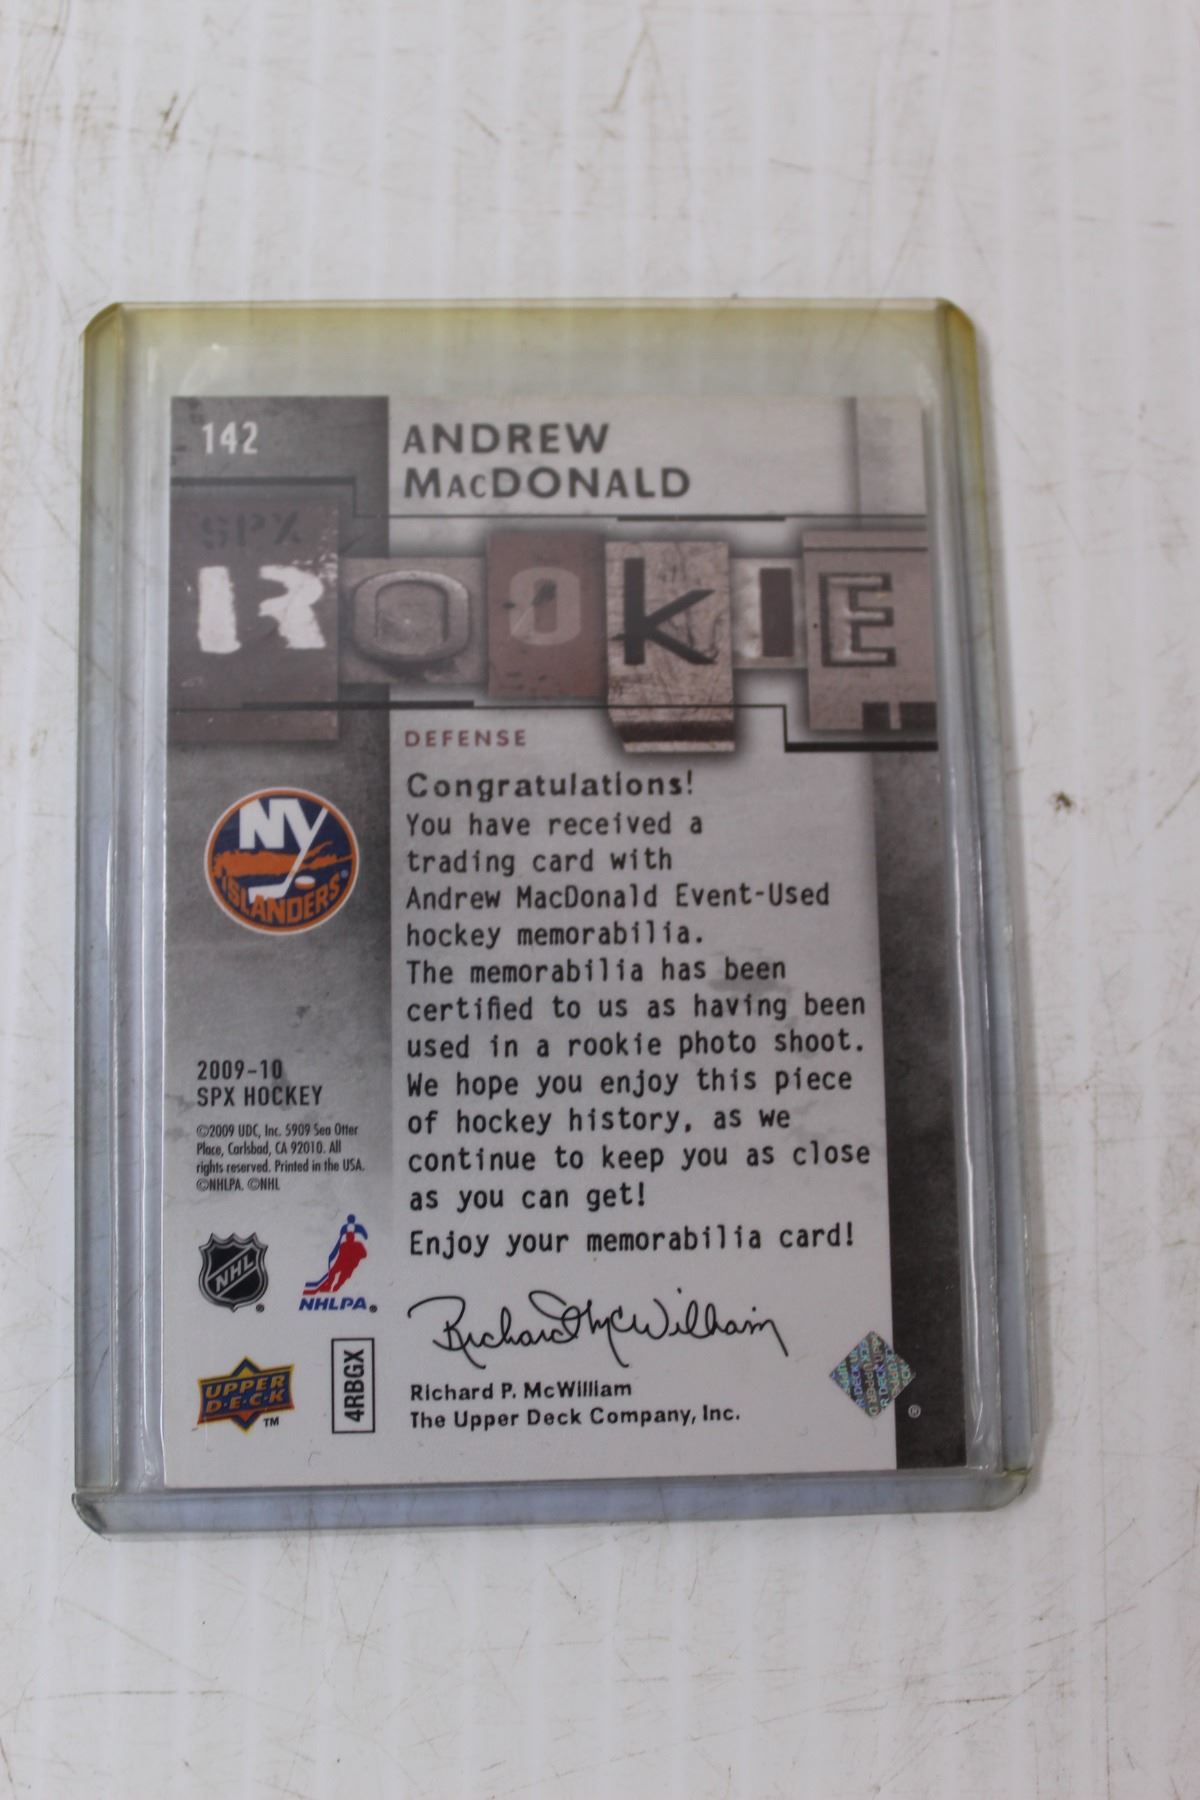 142
ANDREW
MACDONALD
SPX
ROOKIE
DEFENSE
Congratulations!
You have received a
trading card with
Andrew MacDonald Event-Used
hockey memorabilia.
The memorabilia has been
certified to us as having been
used in a rookie photo shoot.
We hope you enjoy this piece
of hockey history, as we
continue to keep you as close
as you can get!
Enjoy your memorabilia card!
Richard P. McWilliam
Richard P. McWilliam
The Upper Deck Company, Inc.
NY
ISLANDERS®
2009-10
SPX HOCKEY
©2009 UDC, Inc. 5909 Sea Otter
Place, Carlsbad, CA 92010. All
rights reserved. Printed in the USA.
©NHLPA. ©NHL
NHL®
NHLPA®
UPPER
D·E·C·K™
4RBGX
®